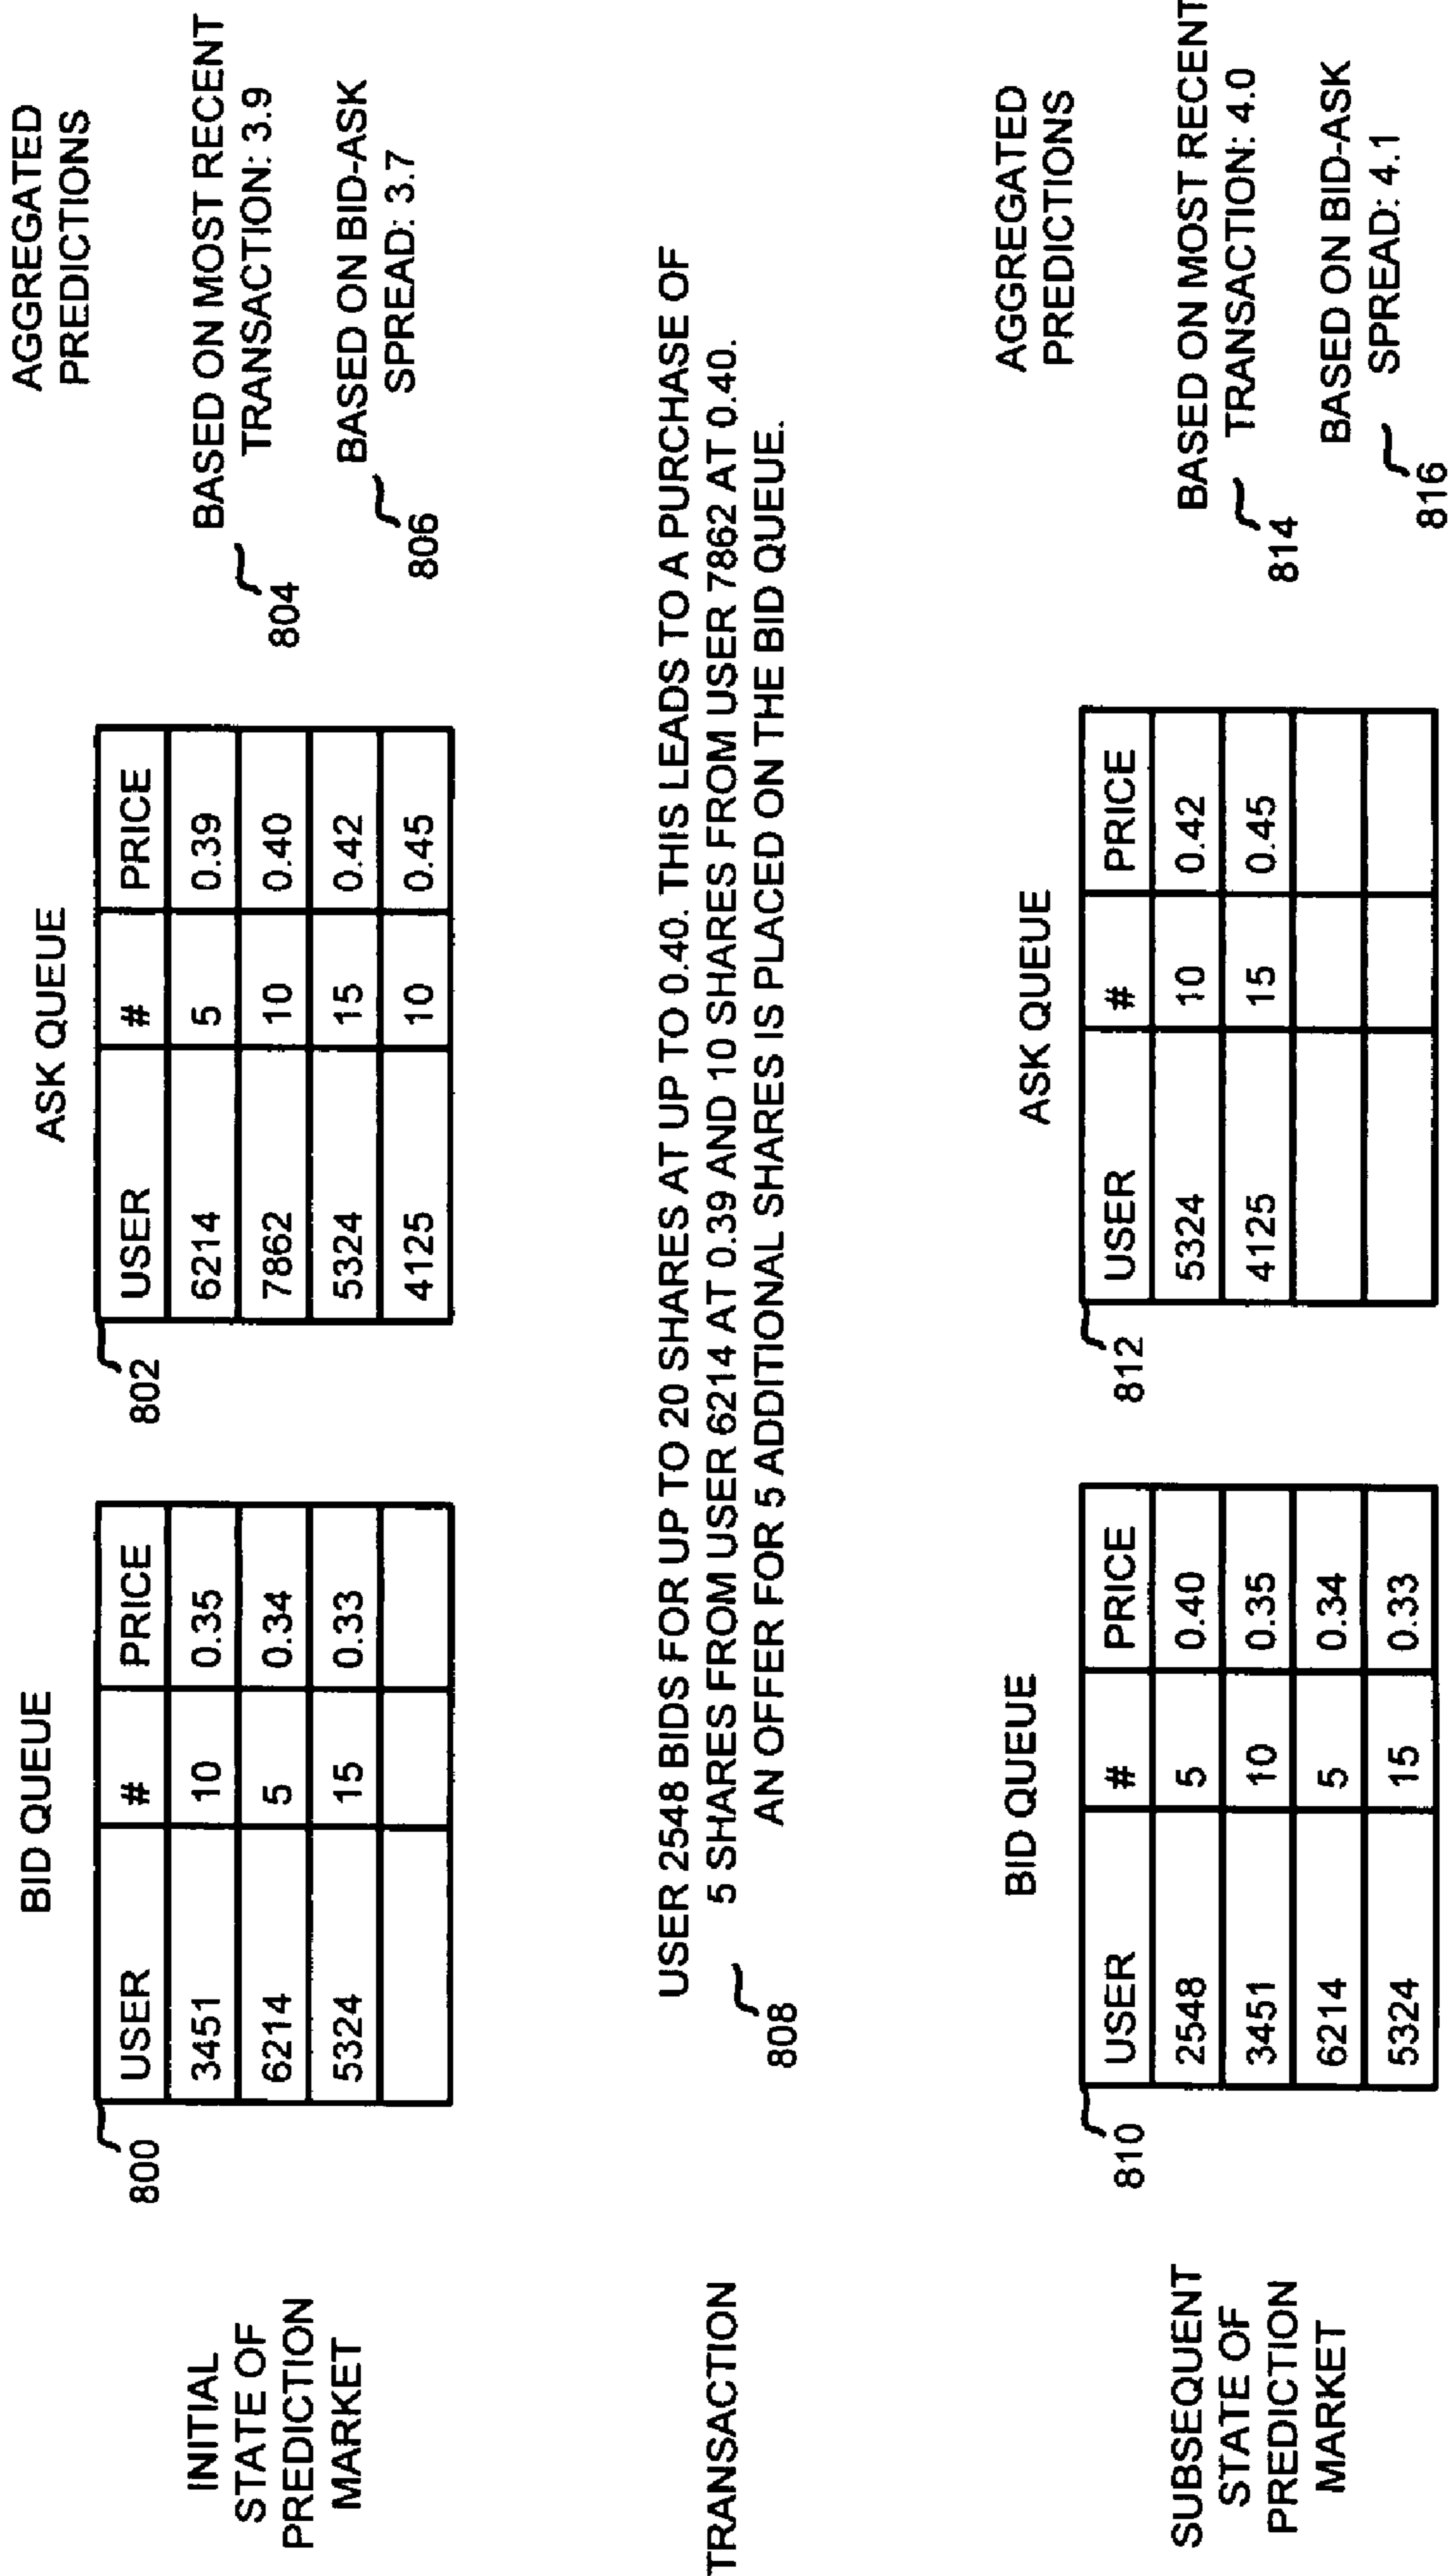 BID QUEUE
ASK QUEUE
AGGREGATED
PREDICTIONS
INITIAL
STATE OF
PREDICTION
MARKET
800
USER # PRICE
3451 10 0.35
6214 5 0.34
5324 15 0.33
802
USER # PRICE
6214 5 0.39
7862 10 0.40
5324 15 0.42
4125 10 0.45
BASED ON MOST RECENT
TRANSACTION: 3.9
804
BASED ON BID-ASK
SPREAD: 3.7
806
TRANSACTION
USER 2548 BIDS FOR UP TO 20 SHARES AT UP TO 0.40. THIS LEADS TO A PURCHASE OF
5 SHARES FROM USER 6214 AT 0.39 AND 10 SHARES FROM USER 7862 AT 0.40.
AN OFFER FOR 5 ADDITIONAL SHARES IS PLACED ON THE BID QUEUE.
808
BID QUEUE
ASK QUEUE
AGGREGATED
PREDICTIONS
SUBSEQUENT
STATE OF
PREDICTION
MARKET
810
USER # PRICE
2548 5 0.40
3451 10 0.35
6214 5 0.34
5324 15 0.33
812
USER # PRICE
5324 10 0.42
4125 15 0.45
BASED ON MOST RECENT
TRANSACTION: 4.0
814
BASED ON BID-ASK
SPREAD: 4.1
816